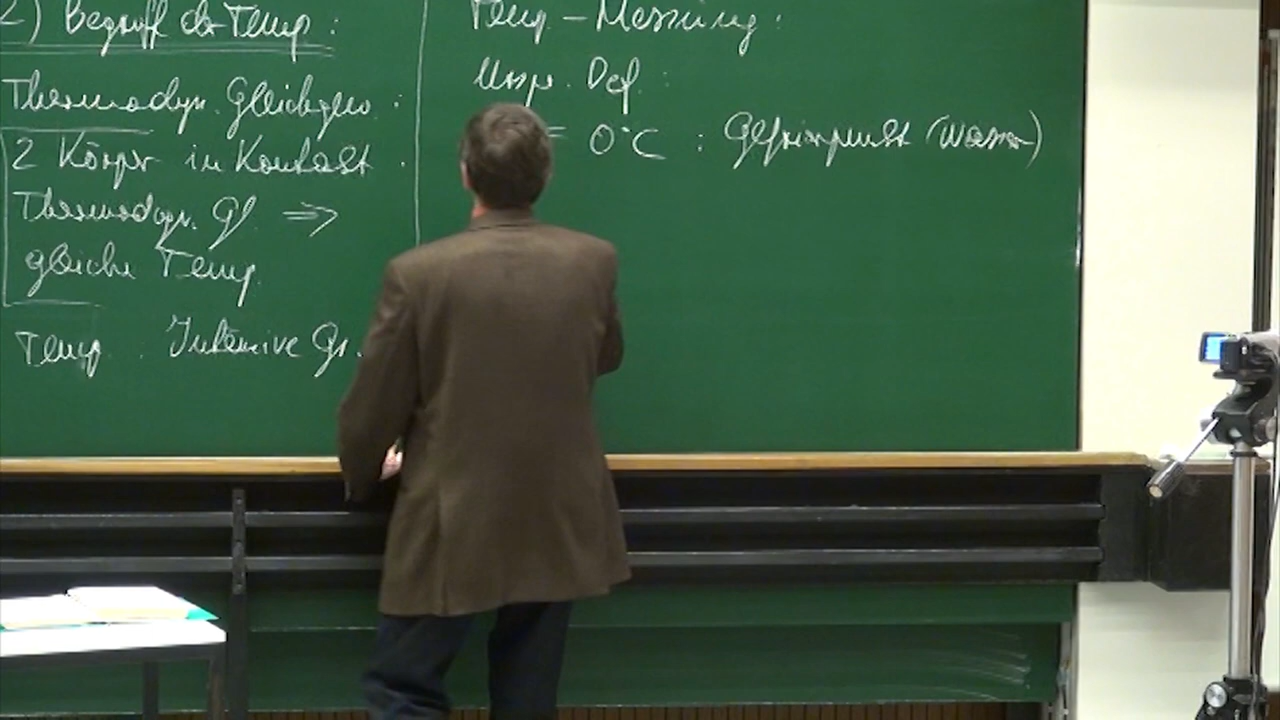 2) Begriff der Temp:
Thermodyn. Gleichgew. :
2 Körper in Kontakt .
Thermodyn. Gl. ⇒
gleiche Temp.
Temp . Intensive Gr.
Temp - Messung:
Urspr. Def :
= 0°C : Gefrierpunkt (Wasser)